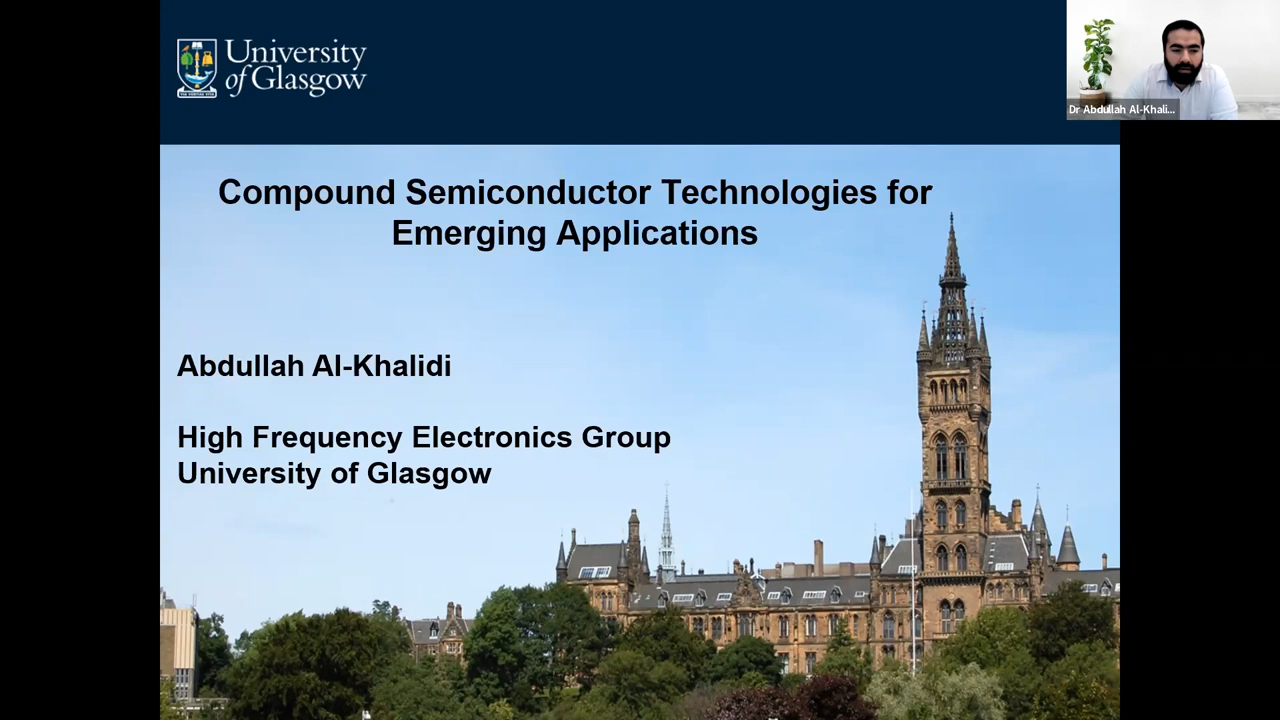 University
of Glasgow
Dr Abdullah Al-Khali...
Compound Semiconductor Technologies for
Emerging Applications
Abdullah Al-Khalidi
High Frequency Electronics Group
University of Glasgow